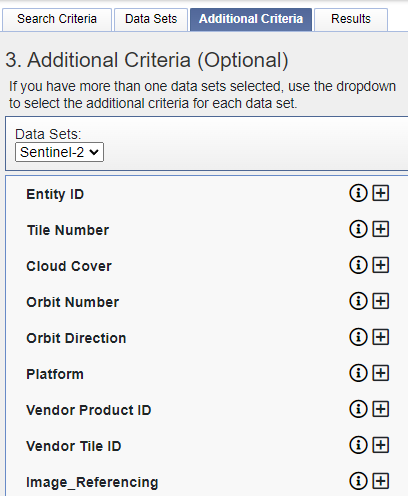 Search Criteria Data Sets Additional Criteria Results
3. Additional Criteria (Optional)
If you have more than one data sets selected, use the dropdown
to select the additional criteria for each data set.
Data Sets:
Sentinel-2
Entity ID
Tile Number
Cloud Cover
Orbit Number
Orbit Direction
Platform
Vendor Product ID
Vendor Tile ID
Image_Referencing